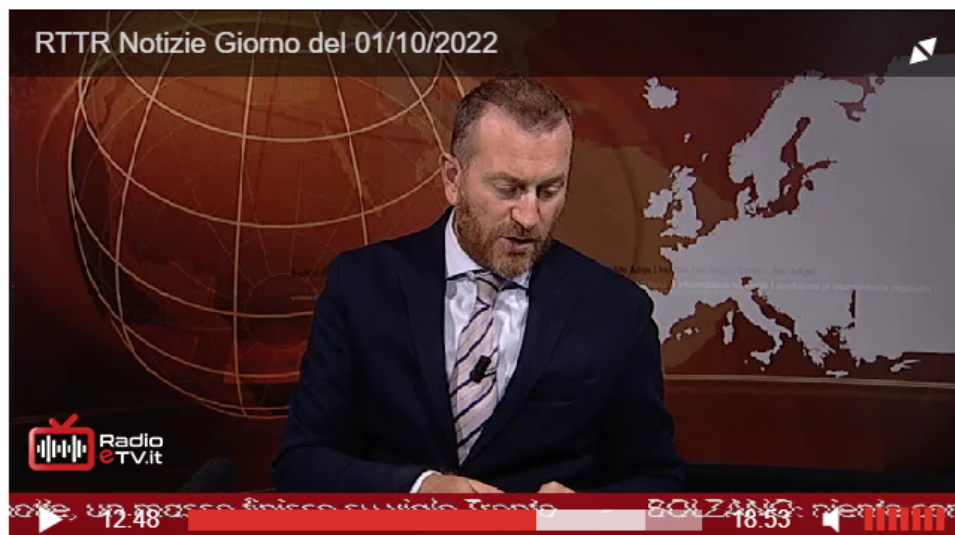 RTTR Notizie Giorno del 01/10/2022
Radio
eTV.it
un masso finisce su viale Trento - BOLZANO: niente
12:48
18:53